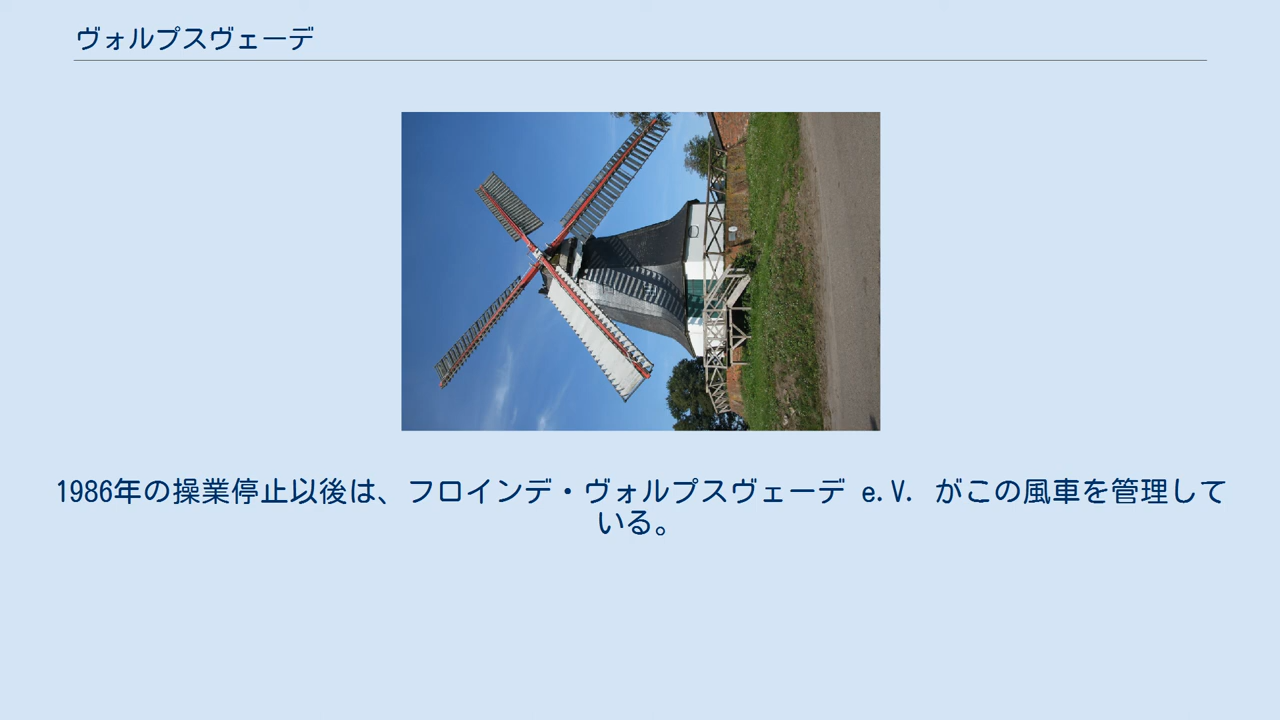 ヴォルプスヴェーデ
1986年の操業停止以後は、フロインデ・ヴォルプスヴェーデ e.V. がこの風車を管理して
いる。